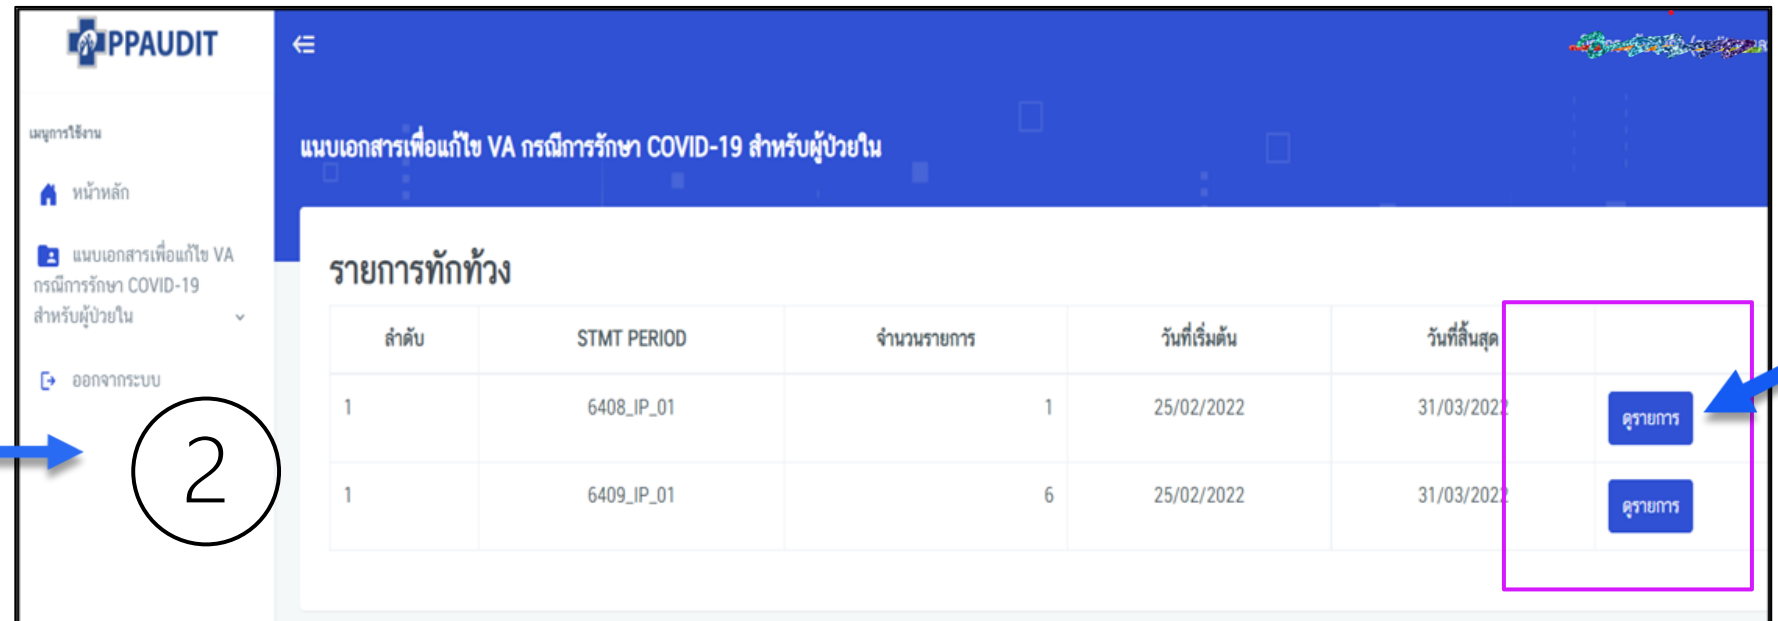 PPAUDIT
เมนูการใช้งาน
หน้าหลัก
แนบเอกสารเพื่อแก้ไข VA
กรณีการรักษา COVID-19
สำหรับผู้ป่วยใน
ออกจากระบบ
2
แนบเอกสารเพื่อแก้ไข VA กรณีการรักษา COVID-19 สำหรับผู้ป่วยใน
รายการทักท้วง
ลำดับ STMT PERIOD จำนวนรายการ วันที่เริ่มต้น วันที่สิ้นสุด
1 6408_IP_01 1 25/02/2022 31/03/2022 ดูรายการ
1 6409_IP_01 6 25/02/2022 31/03/2022 ดูรายการ